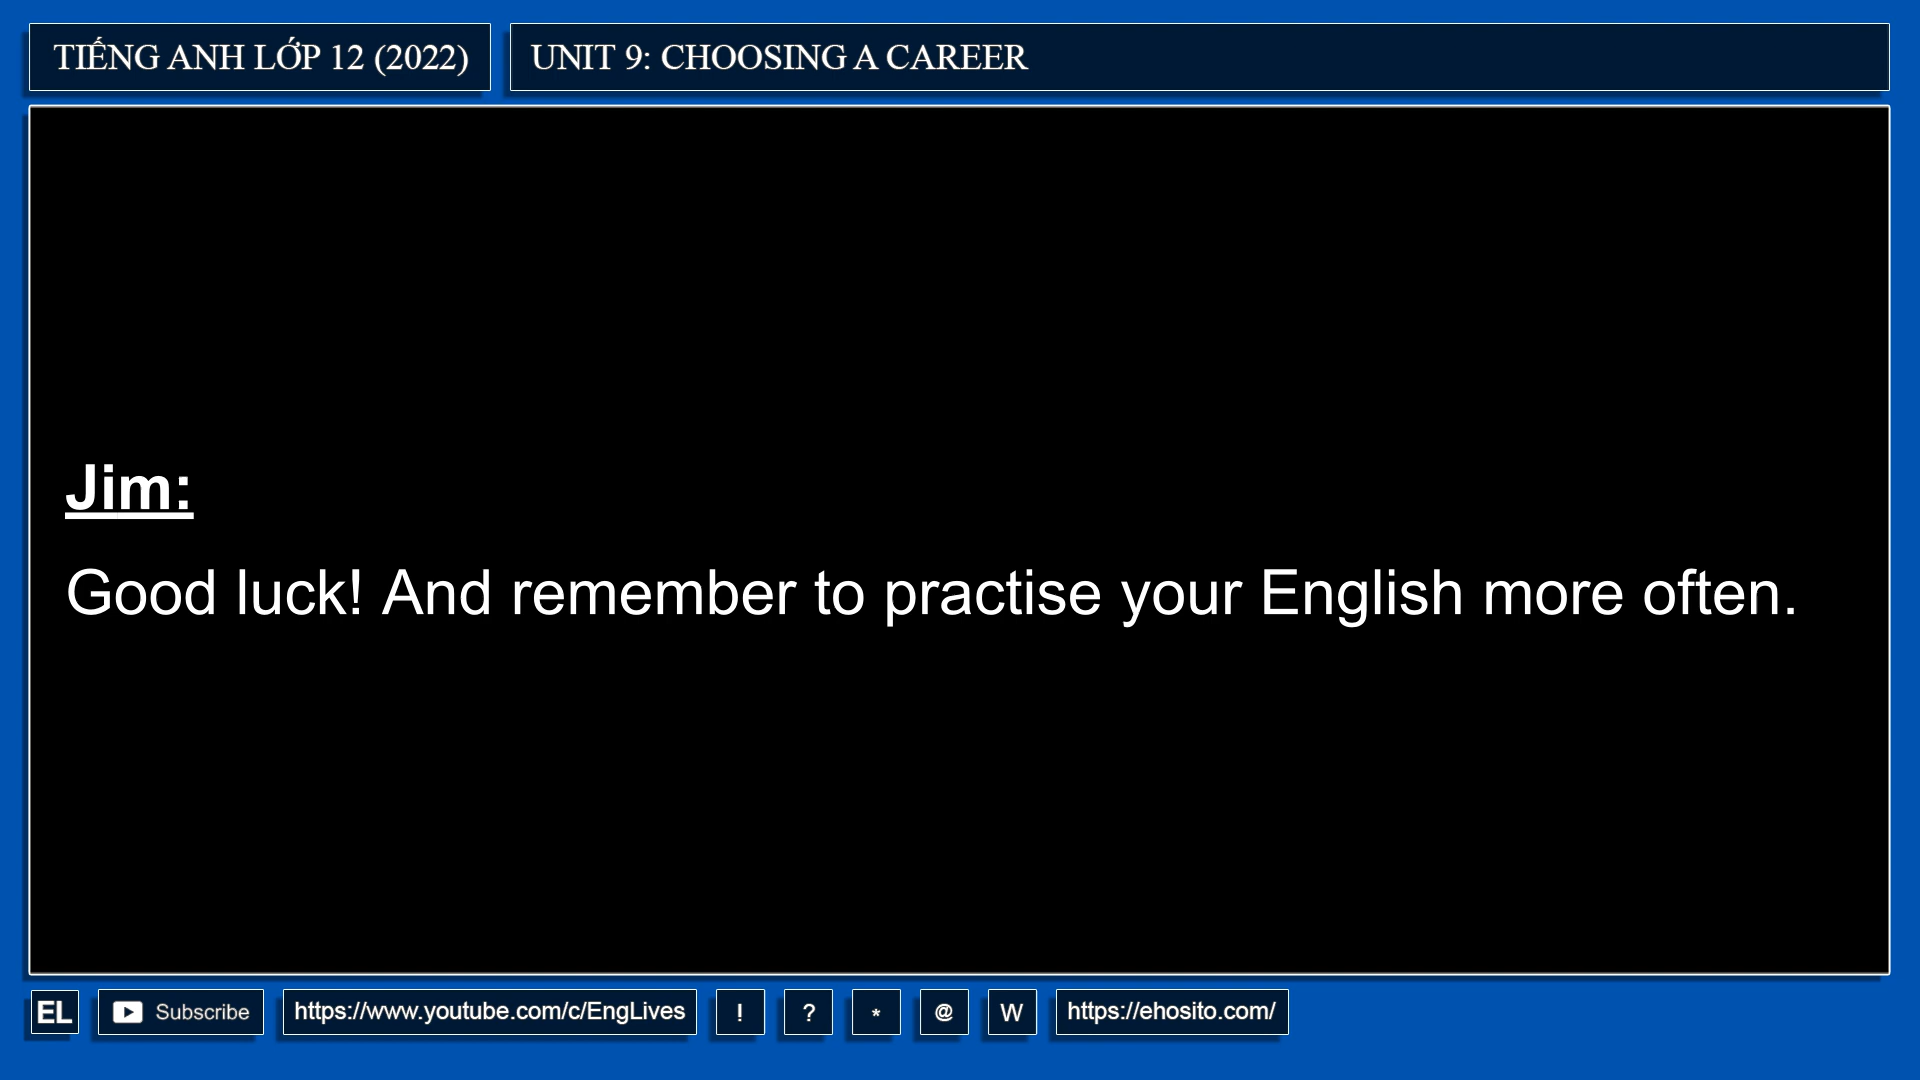 TIẾNG ANH LỚP 12 (2022)
UNIT 9: CHOOSING A CAREER
Jim:
Good luck! And remember to practise your English more often.
EL
Subscribe
https://www.youtube.com/c/EngLives
!
?
*
@
W
https://ehosito.com/